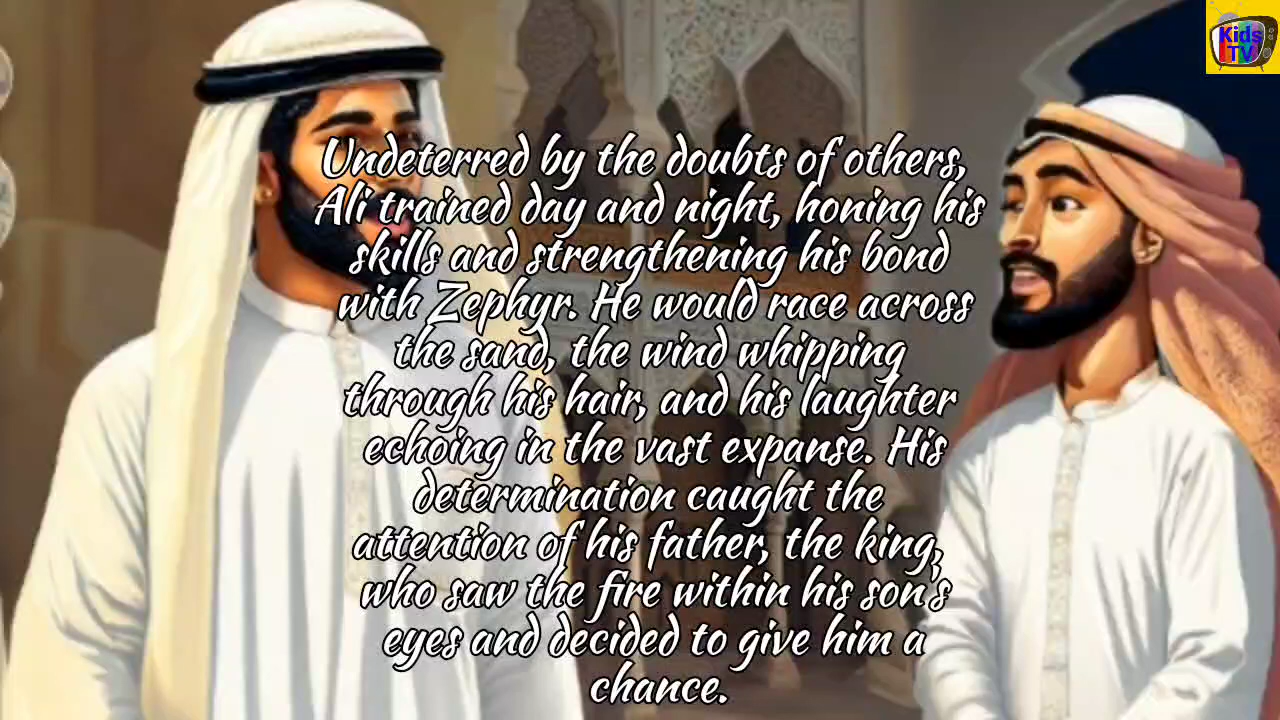 Kids
TV
Undeterred by the doubts of others,
Ali trained day and night, honing his
skills and strengthening his bond
with Zephyr. He would race across
the sand, the wind whipping
through his hair, and his laughter
echoing in the vast expanse. His
determination caught the
attention of his father, the king,
who saw the fire within his son's
eyes and decided to give him a
chance.